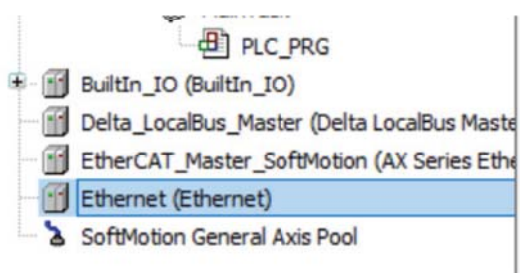 PLC_PRG
BuiltIn_IO (BuiltIn_IO)
Delta_LocalBus_Master (Delta LocalBus Maste
EtherCAT_Master_SoftMotion (AX Series Ethe
Ethernet (Ethernet)
SoftMotion General Axis Pool